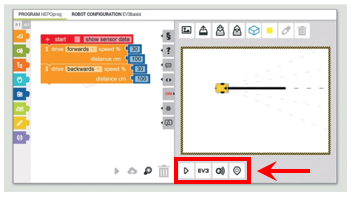 PROGRAM NEPOprog ROBOT CONFIGURATION EV3basis
+ start show sensor data
drive forwards speed % 30
distance cm 100
drive backwards speed % 30
distance cm 100
EV3